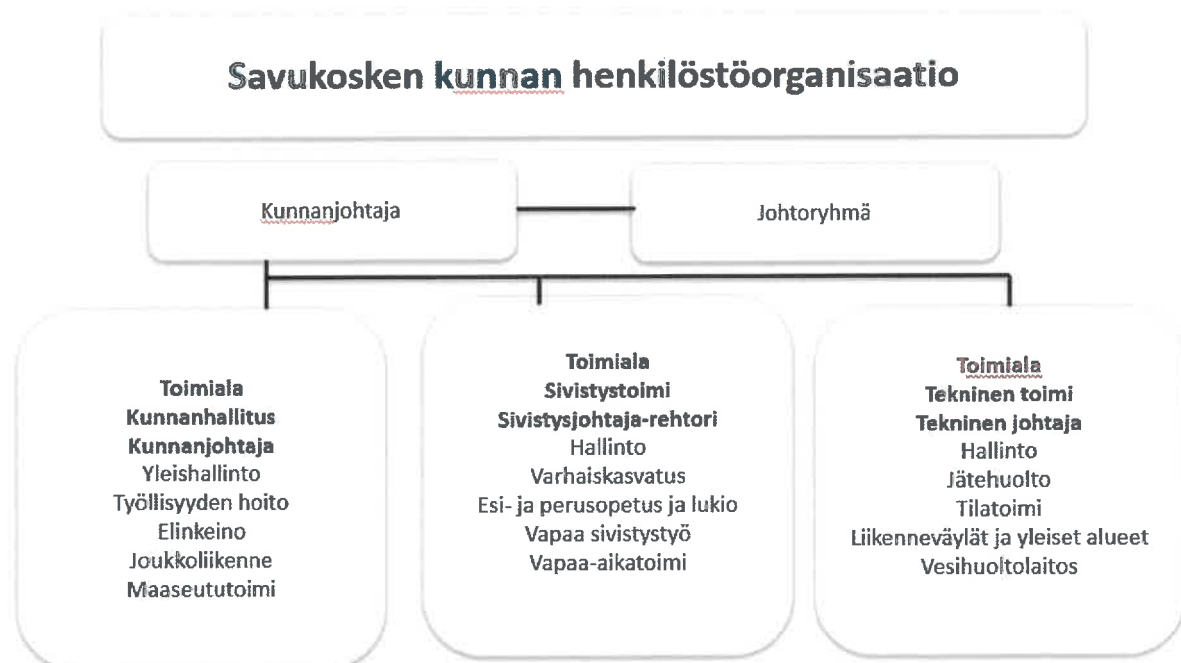 Savukosken kunnan henkilöstöorganisaatio
Kunnanjohtaja
Johtoryhmä
Toimiala
Kunnanhallitus
Kunnanjohtaja
Yleishallinto
Työllisyyden hoito
Elinkeino
Joukkoliikenne
Maaseututoimi
Toimiala
Sivistystoimi
Sivistysjohtaja-rehtori
Hallinto
Varhaiskasvatus
Esi- ja perusopetus ja lukio
Vapaa sivistystyö
Vapaa-aikatoimi
Toimiala
Tekninen toimi
Tekninen johtaja
Hallinto
Jätehuolto
Tilatoimi
Liikenneväylät ja yleiset alueet
Vesihuoltolaitos